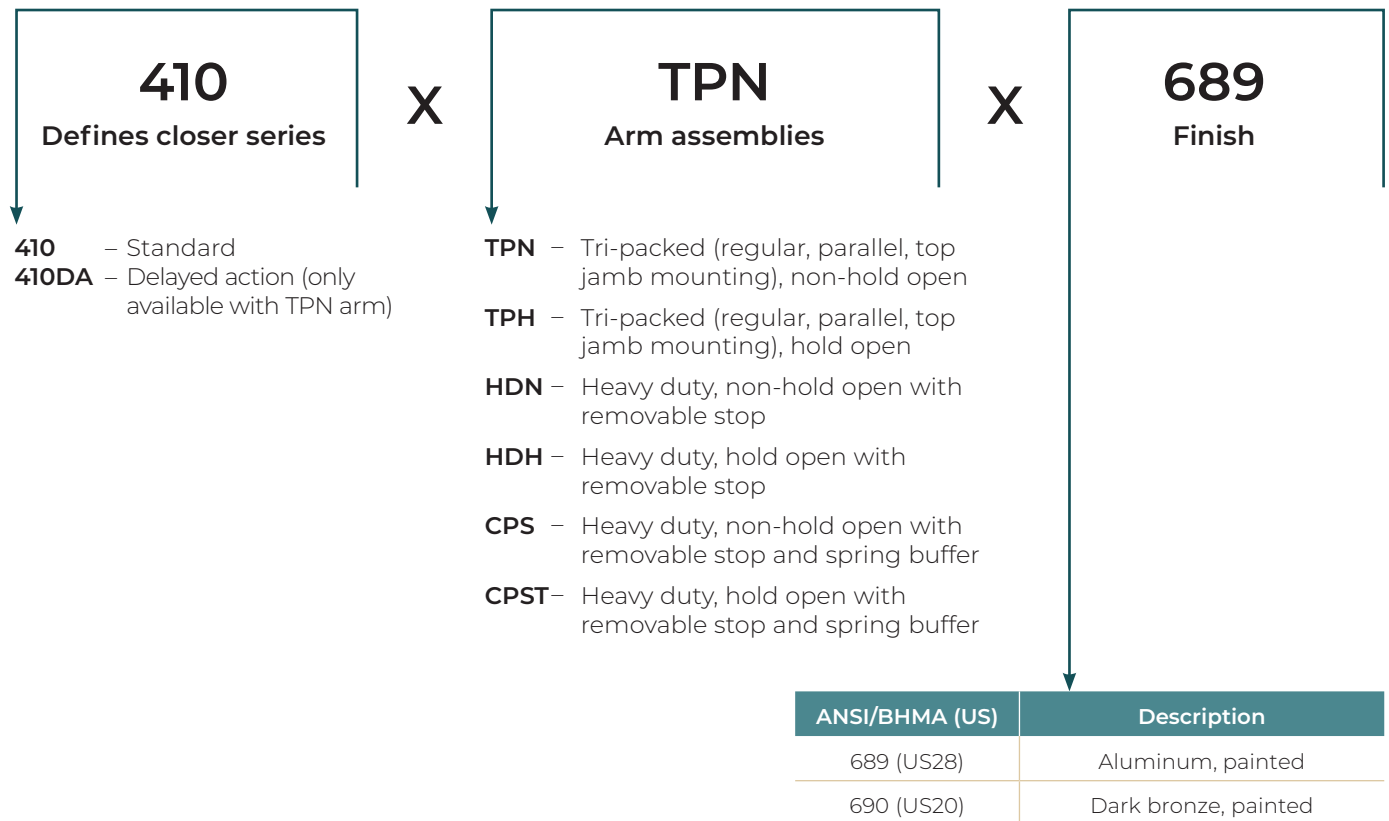 410 X TPN X 689
Defines closer series Arm assemblies Finish
410 – Standard
410DA – Delayed action (only
available with TPN arm)
TPN – Tri-packed (regular, parallel, top
jamb mounting), non-hold open
TPH – Tri-packed (regular, parallel, top
jamb mounting), hold open
HDN – Heavy duty, non-hold open with
removable stop
HDH – Heavy duty, hold open with
removable stop
CPS – Heavy duty, non-hold open with
removable stop and spring buffer
CPST – Heavy duty, hold open with
removable stop and spring buffer
ANSI/BHMA (US) Description
689 (US28) Aluminum, painted
690 (US20) Dark bronze, painted